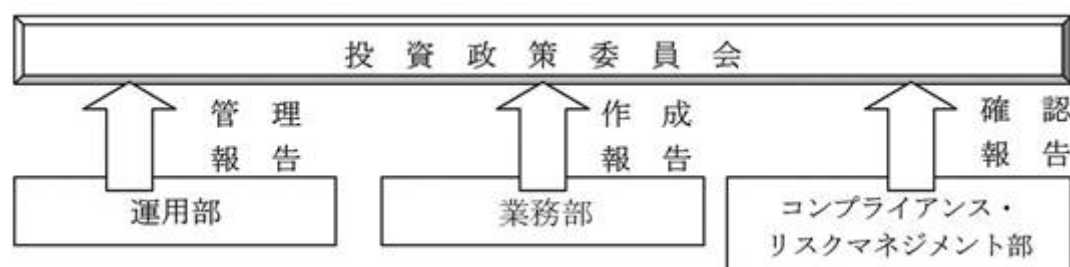 投資政策委員会
管理
報告
作成
報告
確認
報告
運用部
業務部
コンプライアンス・
リスクマネジメント部